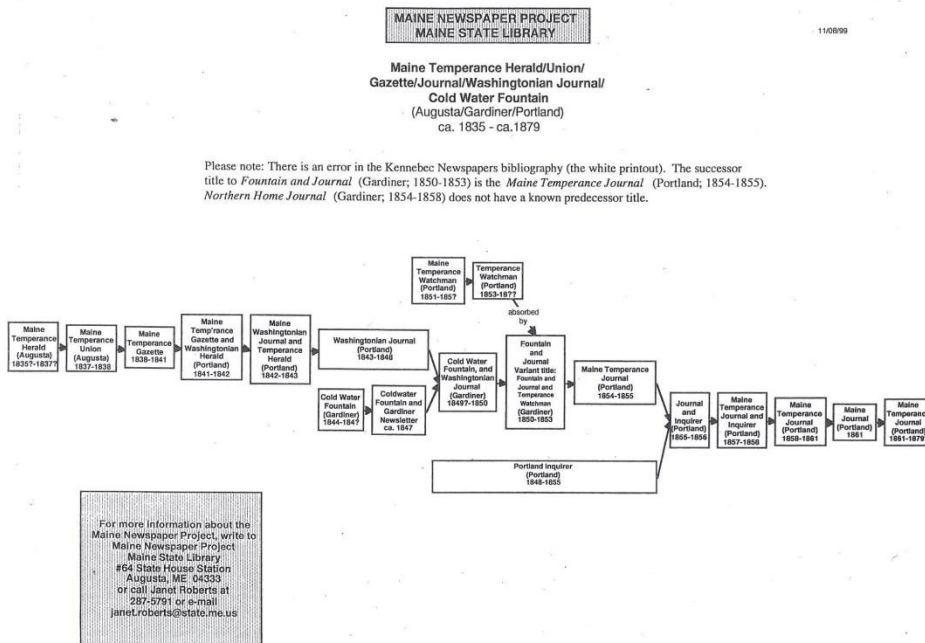 MAINE NEWSPAPER PROJECT
MAINE STATE LIBRARY
11/08/99
Maine Temperance Herald/Union/
Gazette/Journal/Washingtonian Journal/
Cold Water Fountain
(Augusta/Gardiner/Portland)
ca. 1835 - ca.1879
Please note: There is an error in the Kennebec Newspapers bibliography (the white printout). The successor
title to Fountain and Journal (Gardiner; 1850-1853) is the Maine Temperance Journal (Portland; 1854-1855).
Northern Home Journal (Gardiner; 1854-1858) does not have a known predecessor title.
Maine
Temperance
Watchman
(Portland)
1851-185?
Temperance
Watchman
(Portland)
1853-18??
absorbed
by
Maine
Temperance
Herald
(Augusta)
1835?-1837?
Maine
Temperance
Union
(Augusta)
1837-1838
Maine
Temperance
Gazette
1838-1841
Maine
Temp'rance
Gazette and
Washingtonian
Herald
(Portland)
1841-1842
Maine
Washingtonian
Journal and
Temperance
Herald
(Portland)
1842-1843
Washingtonian Journal
(Portland)
1843-1848
Cold Water
Fountain
(Gardiner)
1844-184?
Coldwater
Fountain and
Gardiner
Newsletter
ca. 1847
Cold Water
Fountain, and
Washingtonian
Journal
(Gardiner)
1849?-1850
Fountain
and
Journal
Variant title:
Fountain and
Journal and
Temperance
Watchman
(Gardiner)
1850-1853
Maine Temperance
Journal
(Portland)
1854-1855
Portland Inquirer
(Portland)
1848-1855
Journal
and
Inquirer
(Portland)
1855-1856
Maine
Temperance
Journal and
Inquirer
(Portland)
1857-1858
Maine
Temperance
Journal
(Portland)
1858-1861
Maine
Journal
(Portland)
1861
Maine
Temperance
Journal
(Portland)
1861-1879
For more information about the
Maine Newspaper Project, write to
Maine Newspaper Project
Maine State Library
#64 State House Station
Augusta, ME 04333
or call Janet Roberts at
287-5791 or e-mail
janet.roberts@state.me.us